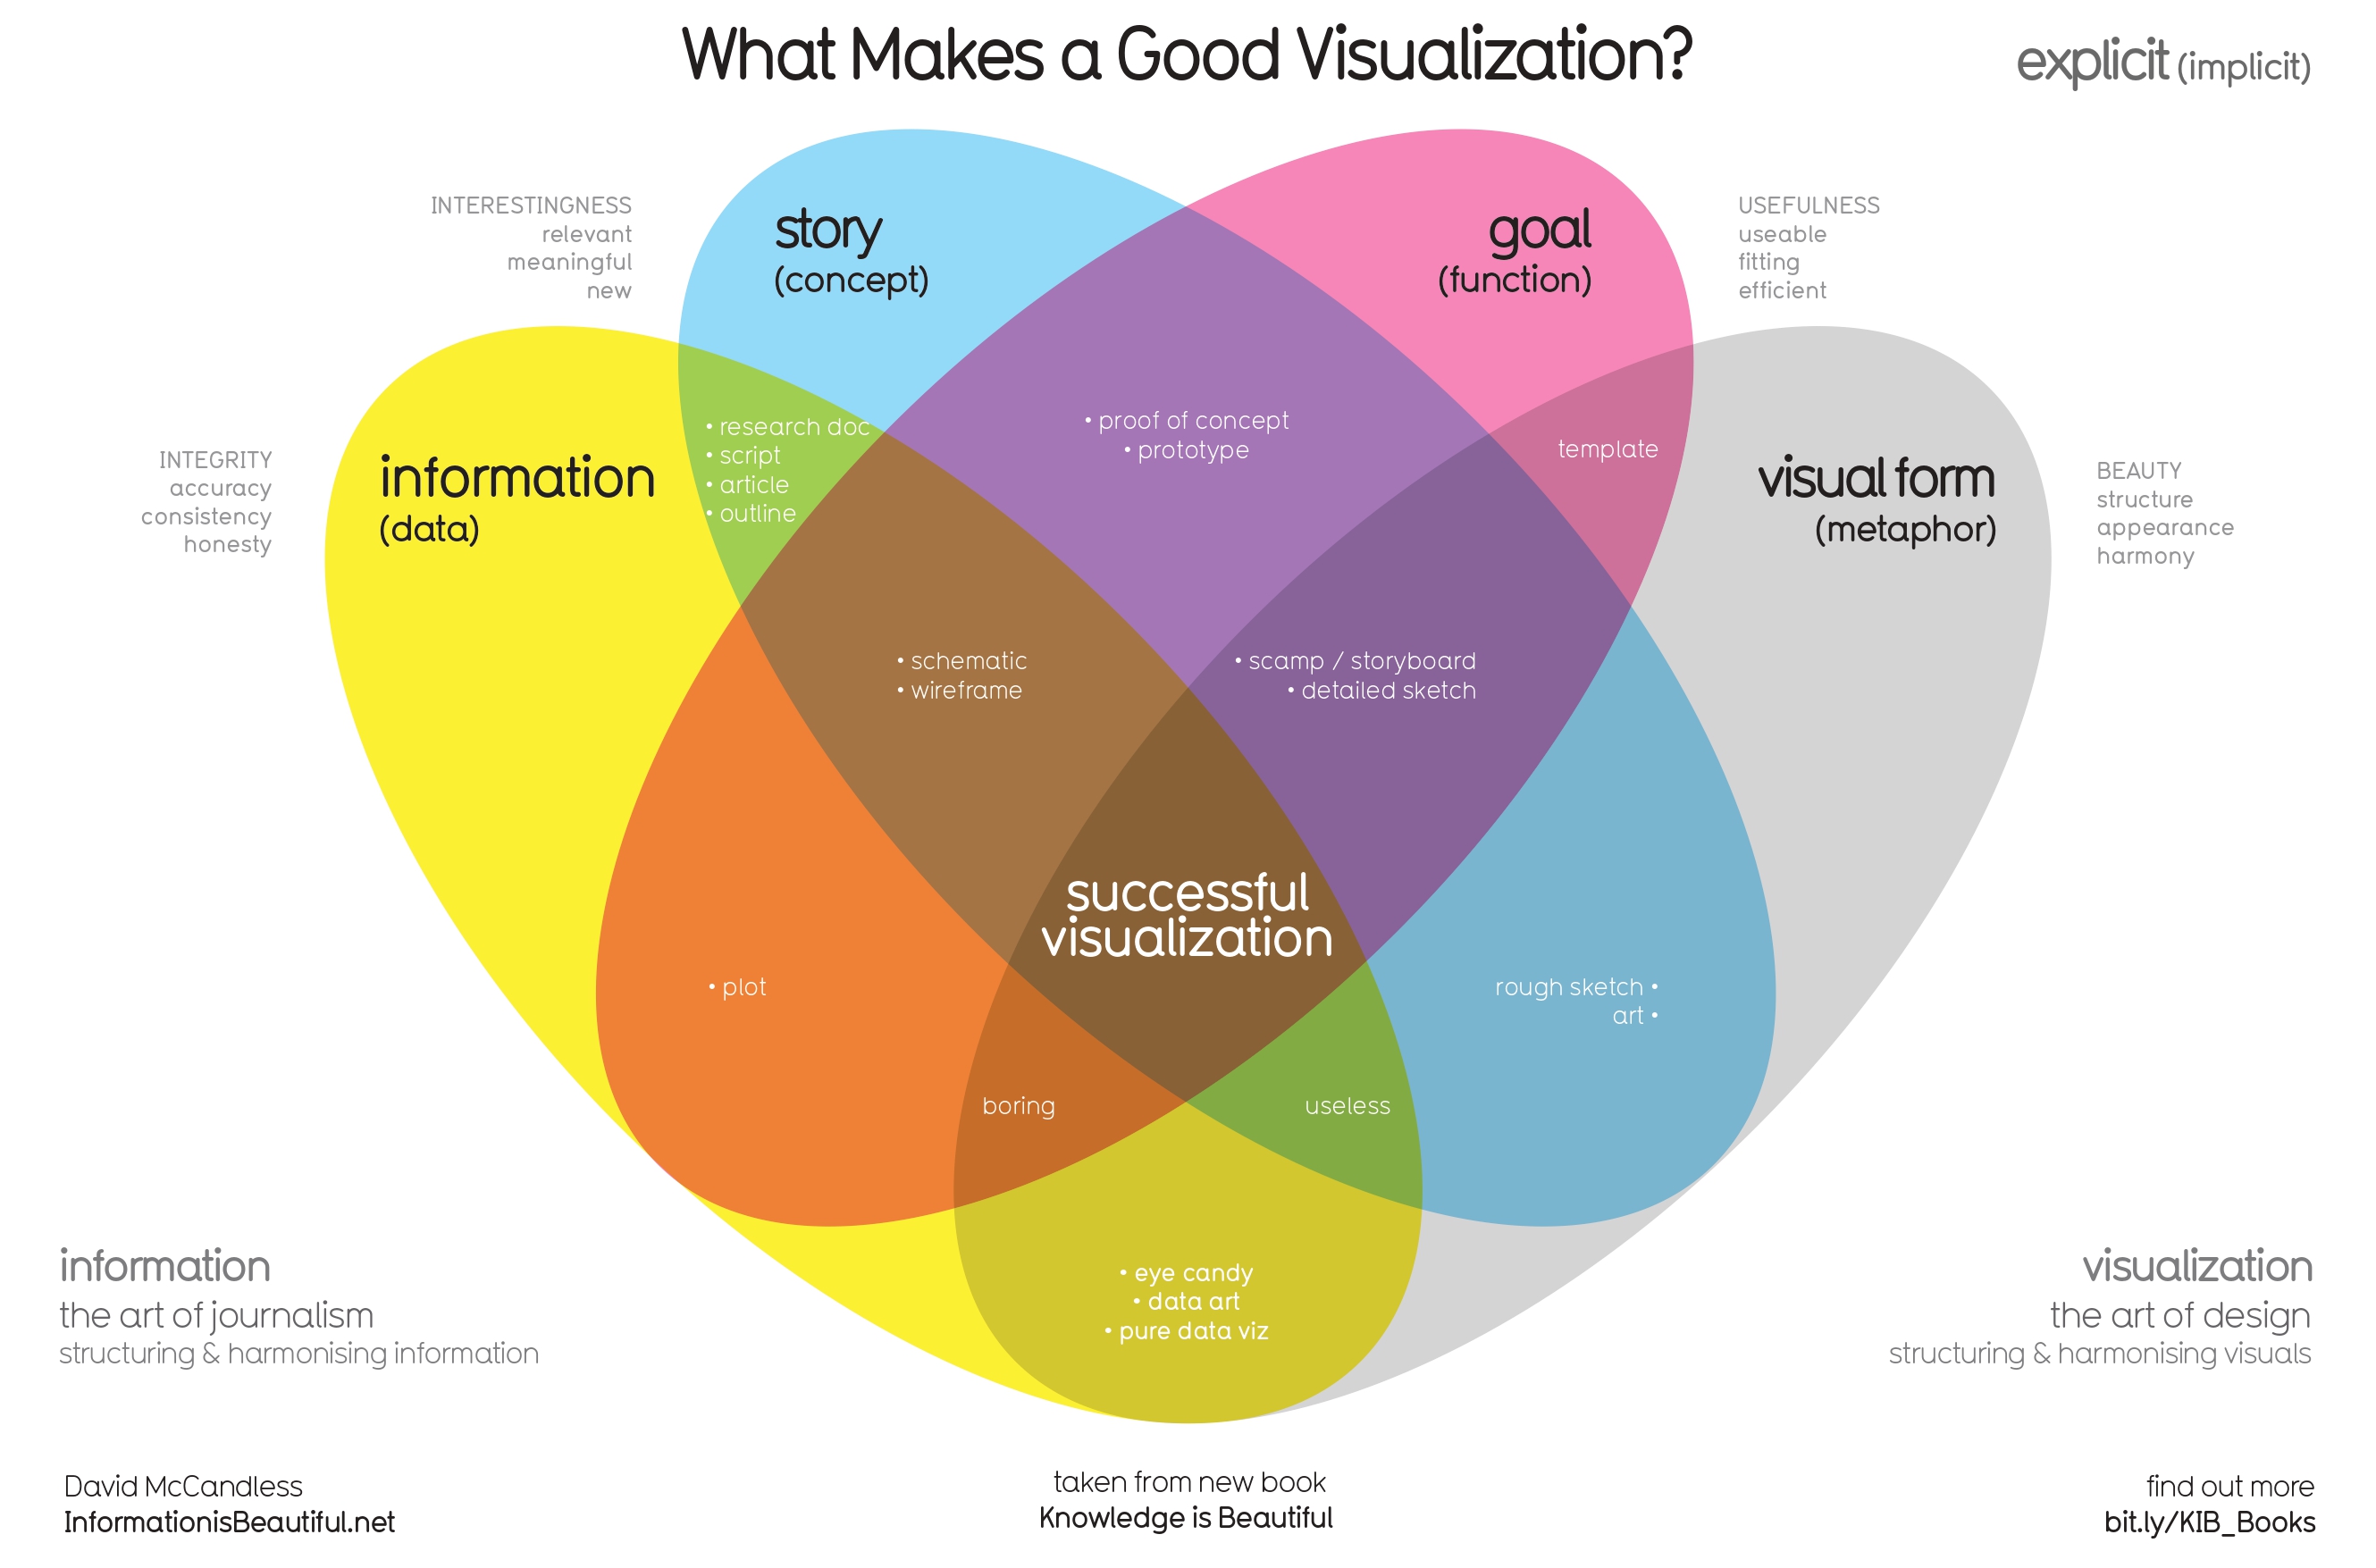 What Makes a Good Visualization?
explicit (implicit)
INTERESTINGNESS
relevant
meaningful
new
story
(concept)
goal
(function)
USEFULNESS
useable
fitting
efficient
INTEGRITY
accuracy
consistency
honesty
information
(data)
• research doc
• script
• article
• outline
• proof of concept
• prototype
template
visual form
(metaphor)
BEAUTY
structure
appearance
harmony
• schematic
• wireframe
• scamp / storyboard
• detailed sketch
successful
visualization
• plot
rough sketch •
art •
boring
useless
• eye candy
• data art
• pure data viz
information
the art of journalism
structuring & harmonising information
visualization
the art of design
structuring & harmonising visuals
David McCandless
InformationisBeautiful.net
taken from new book
Knowledge is Beautiful
find out more
bit.ly/KIB_Books